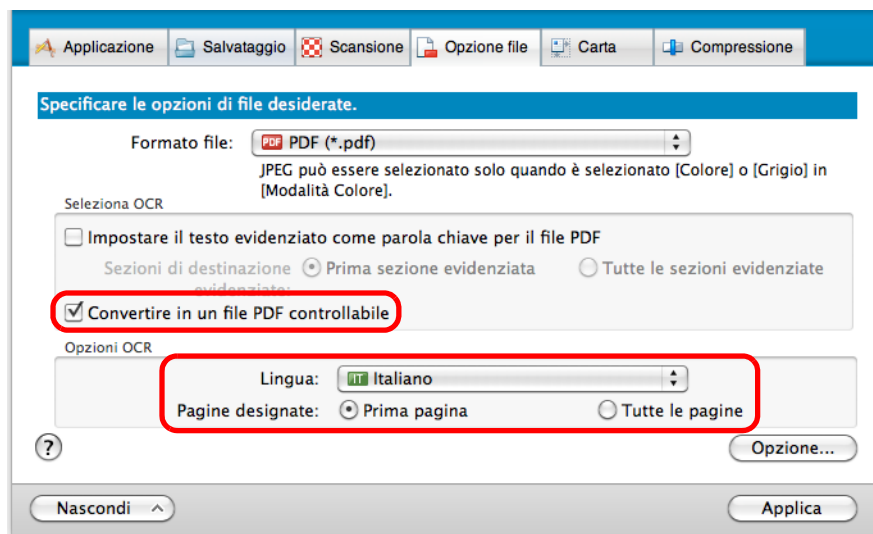 Applicazione Salvataggio Scansione Opzione file Carta Compressione
Specificare le opzioni di file desiderate.
Formato file: PDF PDF (*.pdf)
JPEG può essere selezionato solo quando è selezionato [Colore] o [Grigio] in
[Modalità Colore].
Seleziona OCR
Impostare il testo evidenziato come parola chiave per il file PDF
Sezioni di destinazione Prima sezione evidenziata Tutte le sezioni evidenziate
evidenziate:
Convertire in un file PDF controllabile
Opzioni OCR
Lingua: IT Italiano
Pagine designate: Prima pagina Tutte le pagine
? Opzione...
Nascondi Applica